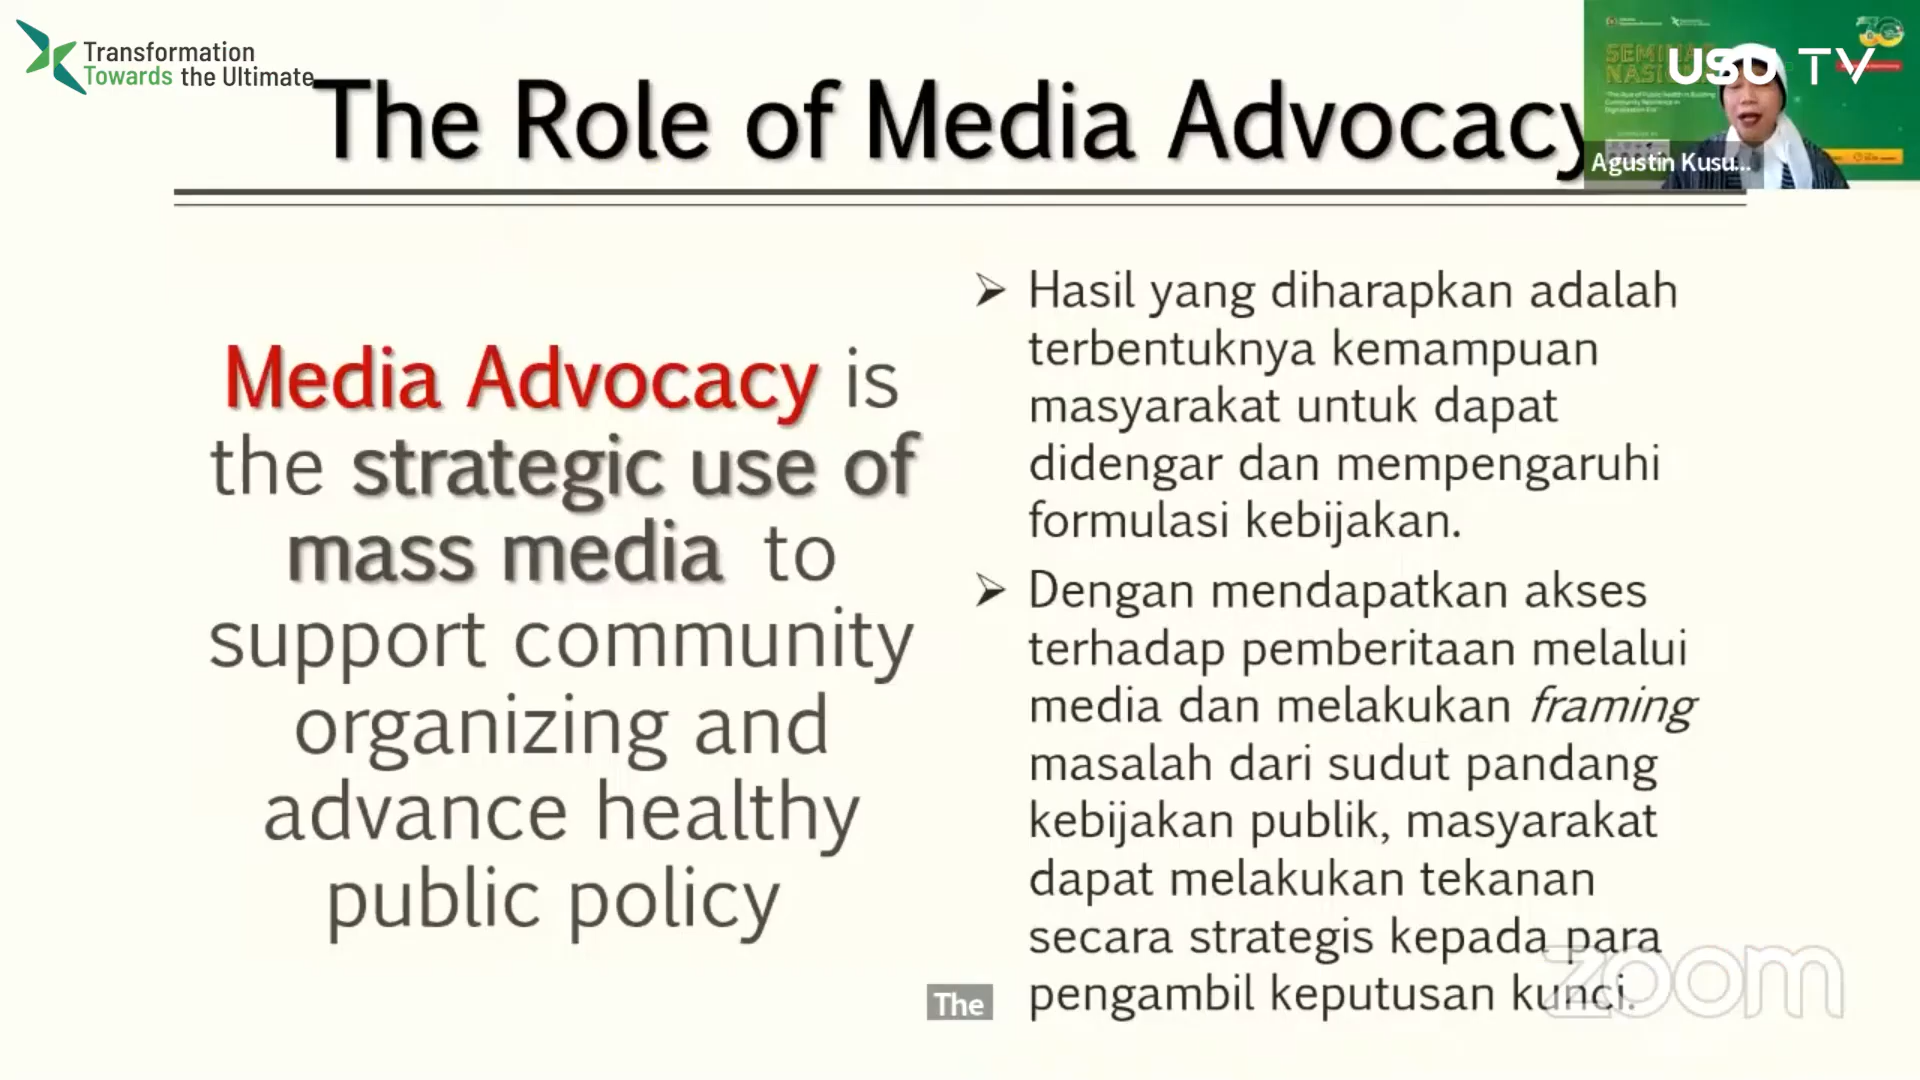 Transformation
Towards the Ultimate
The Role of Media Advocacy
USU TV
SEMINAR
NASIONAL
Agustin Kusu...
Media Advocacy is
the strategic use of
mass media to
support community
organizing and
advance healthy
public policy
➢ Hasil yang diharapkan adalah
terbentuknya kemampuan
masyarakat untuk dapat
didengar dan mempengaruhi
formulasi kebijakan.
➢ Dengan mendapatkan akses
terhadap pemberitaan melalui
media dan melakukan framing
masalah dari sudut pandang
kebijakan publik, masyarakat
dapat melakukan tekanan
secara strategis kepada para
pengambil keputusan kunci.
The
zoom